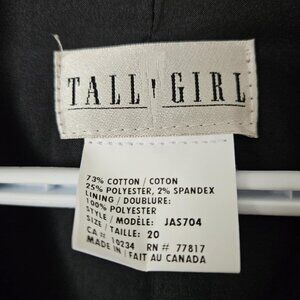 TALL' GIRL
73% COTTON / COTON
25% POLYESTER, 2% SPANDEX
LINING / DOUBLURE:
100% POLYESTER
STYLE / MODÈLE: JAS704
SIZE / TAILLE: 20
CA # 10234 RN # 77817
MADE IN / FAIT AU CANADA